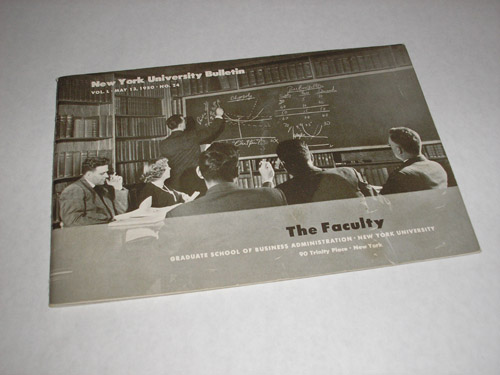 New York University Bulletin
VOL. L • MAY 15, 1950 • NO. 24
The Faculty
GRADUATE SCHOOL OF BUSINESS ADMINISTRATION • NEW YORK UNIVERSITY
90 Trinity Place • New York